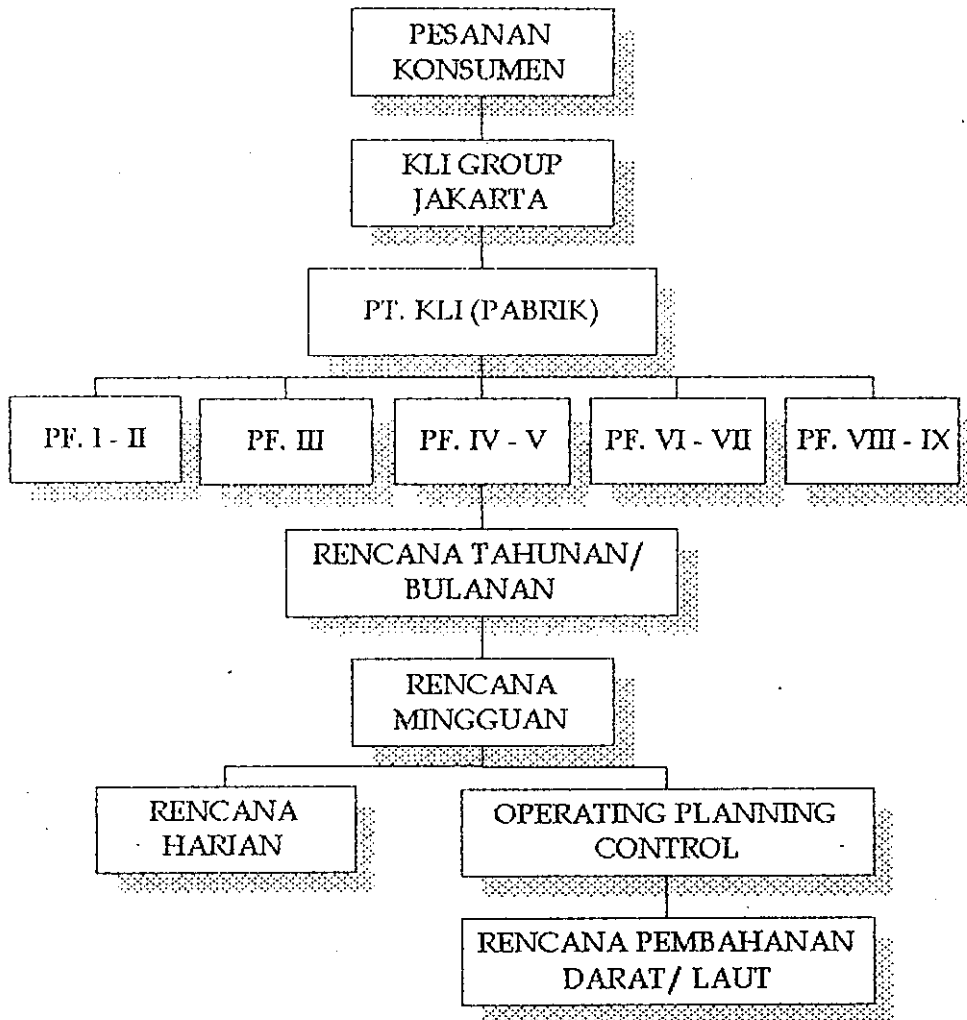 PESANAN
KONSUMEN
KLI GROUP
JAKARTA
PT. KLI (PABRIK)
PF. I - II
PF. III
PF. IV - V
PF. VI - VII
PF. VIII - IX
RENCANA TAHUNAN/
BULANAN
RENCANA
MINGGUAN
RENCANA
HARIAN
OPERATING PLANNING
CONTROL
RENCANA PEMBAHANAN
DARAT/ LAUT